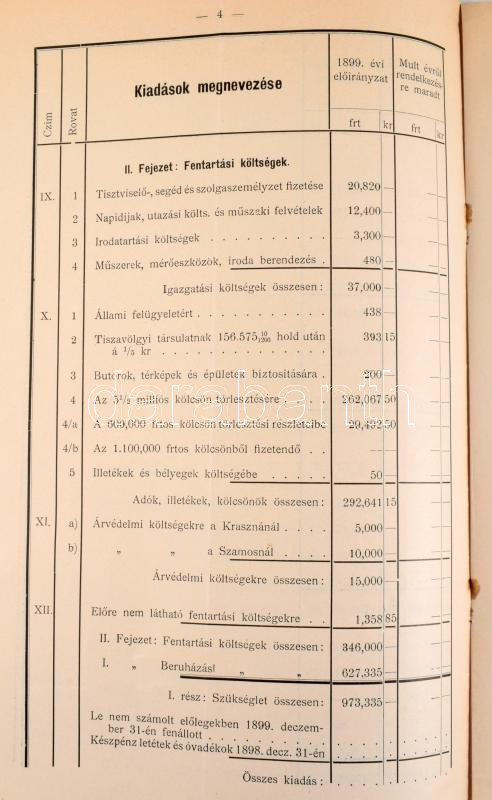 — 4 —
Czim
Rovat
Kiadások megnevezése
1899. évi előirányzat
Mult évről rendelkezésre maradt
frt kr frt kr
II. Fejezet: Fentartási költségek.
IX. 1 Tisztviselő-, segéd és szolgaszemélyzet fizetése 20,820 —
2 Napidijak, utazási költs. és műszaki felvételek 12,400 —
3 Irodatartási költségek . . . . . . . . . 3,300 —
4 Műszerek, mérőeszközök, iroda berendezés . 480 —
Igazgatási költségek összesen: 37,000 —
X. 1 Állami felügyeletért . . . . . . . . . . 438 —
2 Tiszavölgyi társulatnak 156.575 10/1200 hold után
á 1/5 kr . . . . . . . . . . . . . 393 15
3 Butorok, térképek és épületek biztosítására . 200 —
4 Az 5 1/2 milliós kölcsön törlesztésére . . . . 262,067 50
4/a A 600,000 frtos kölcsön törlesztési részleteibe 29,492 50
4/b Az 1.100,000 frtos kölcsönből fizetendő . . —
5 Illetékek és bélyegek költségébe . . . . . 50 —
Adók, illetékek, kölcsönök összesen: 292,641 15
XI. a) Árvédelmi költségekre a Krasznánál . . . . 5,000 —
b) „ „ a Szamosnál . . . . 10,000 —
Árvédelmi költségekre összesen: 15,000 —
XII. Előre nem látható fentartási költségekre . . 1,358 85
II. Fejezet: Fentartási költségek összesen: 346,000 —
I. „ Beruházási „ „ 627,335 —
I. rész: Szükséglet összesen: 973,335 —
Le nem számolt előlegekben 1899. deczem-
ber 31-én fenállott . . . . . . . . .
Készpénz letétek és óvadékok 1898. decz. 31-én
Összes kiadás: . . . .
darabanth